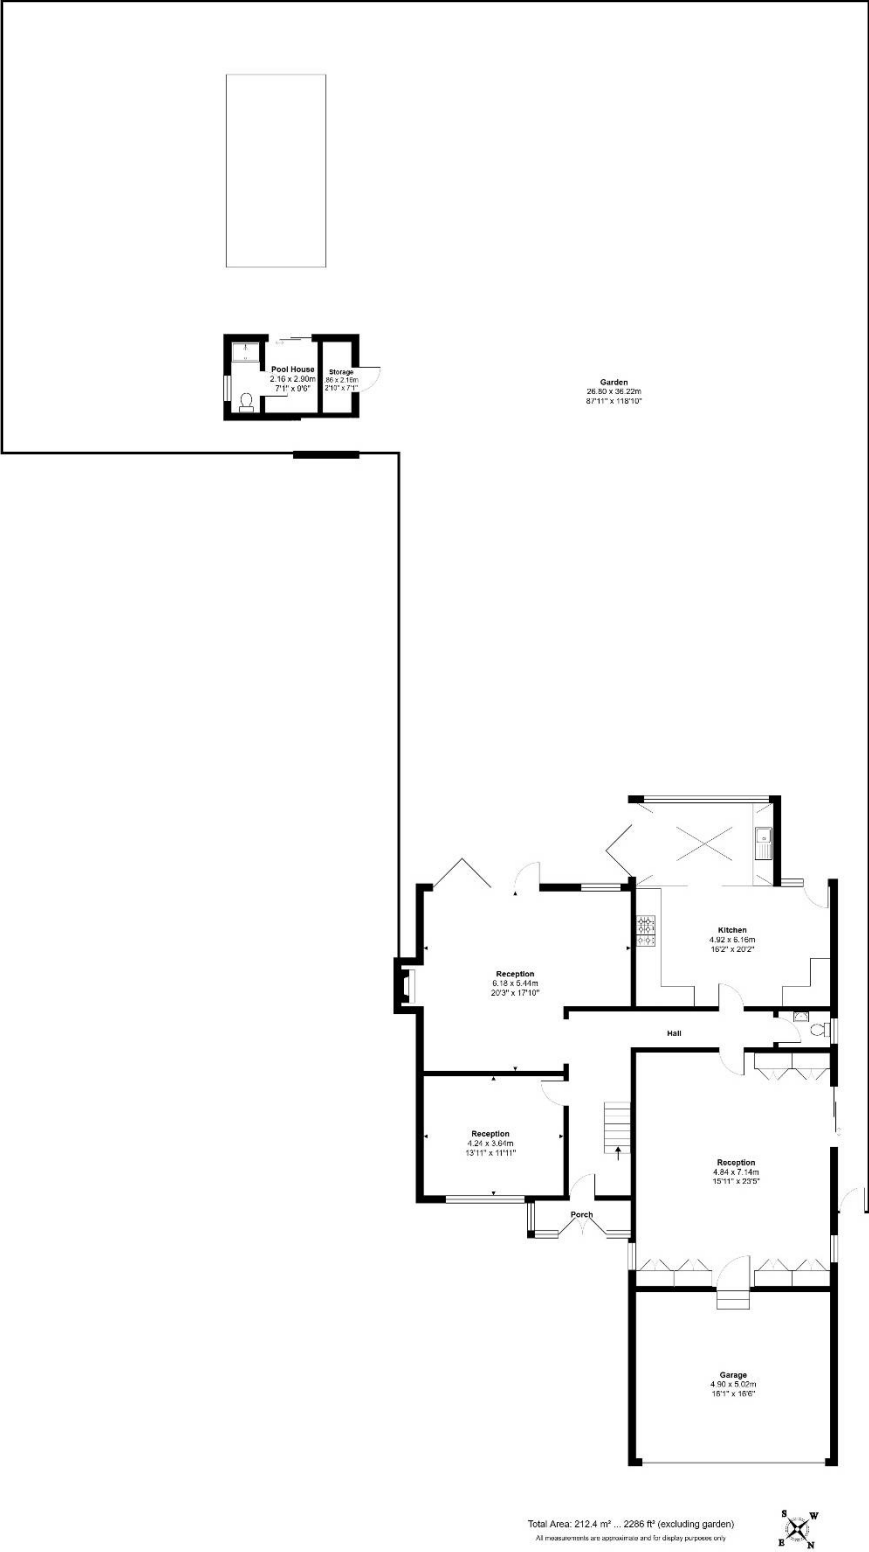 Pool House
2.16 x 2.90m
7'1" x 9'6"
Storage
.86 x 2.16m
2'10" x 7'1"
Garden
26.80 x 36.22m
87'11" x 118'10"
Kitchen
4.92 x 6.16m
16'2" x 20'2"
Reception
6.18 x 5.44m
20'3" x 17'10"
Hall
Reception
4.24 x 3.64m
13'11" x 11'11"
Reception
4.84 x 7.14m
15'11" x 23'5"
Porch
Garage
4.90 x 5.02m
16'1" x 16'6"
Total Area: 212.4 m² ... 2286 ft² (excluding garden)
All measurements are approximate and for display purposes only
S
W
E
N